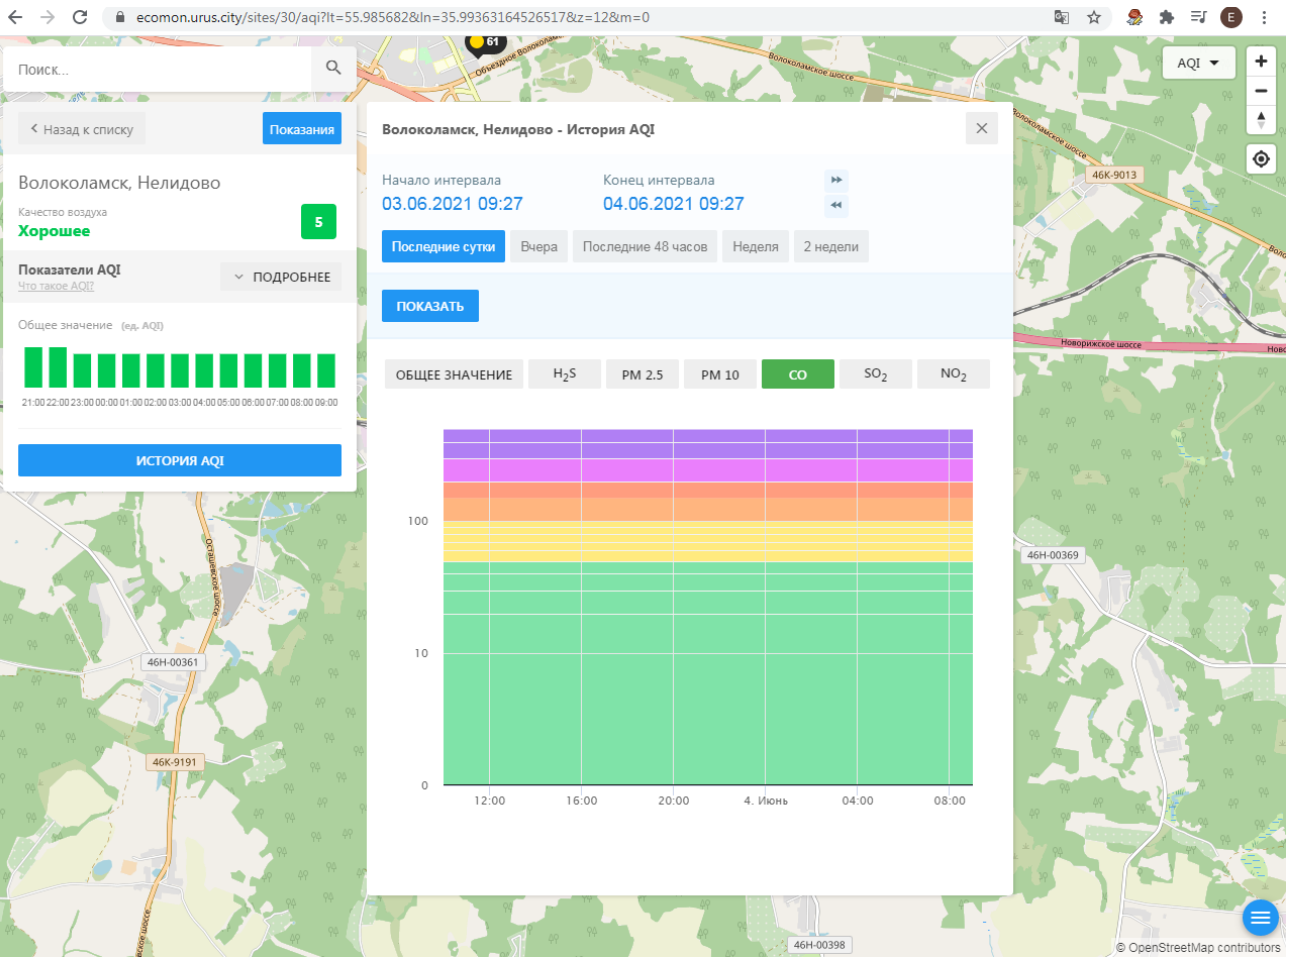 ecomon.urus.city/sites/30/aqi?lt=55.985682&ln=35.99363164526517&z=12&m=0
E
61
Объездное Волоколам
Волоколамское шоссе
Поиск...
AQI
+
−
Назад к списку
Показания
Волоколамск, Нелидово - История AQI
Волоколамское шоссе
46К-9013
Волоколамск, Нелидово
Качество воздуха
Хорошее
5
Начало интервала
Конец интервала
03.06.2021 09:27
04.06.2021 09:27
Последние сутки
Вчера
Последние 48 часов
Неделя
2 недели
Показатели AQI
Что такое AQI?
ПОДРОБНЕЕ
ПОКАЗАТЬ
Общее значение (ед. AQI)
21:00 22:00 23:00 00:00 01:00 02:00 03:00 04:00 05:00 06:00 07:00 08:00 09:00
Новорижское шоссе
Ново
ОБЩЕЕ ЗНАЧЕНИЕ
H2S
PM 2.5
PM 10
CO
SO2
NO2
ИСТОРИЯ AQI
100
10
0
12:00
16:00
20:00
4. Июнь
04:00
08:00
Осташевское шоссе
46Н-00361
46К-9191
46Н-00369
46Н-00398
© OpenStreetMap contributors